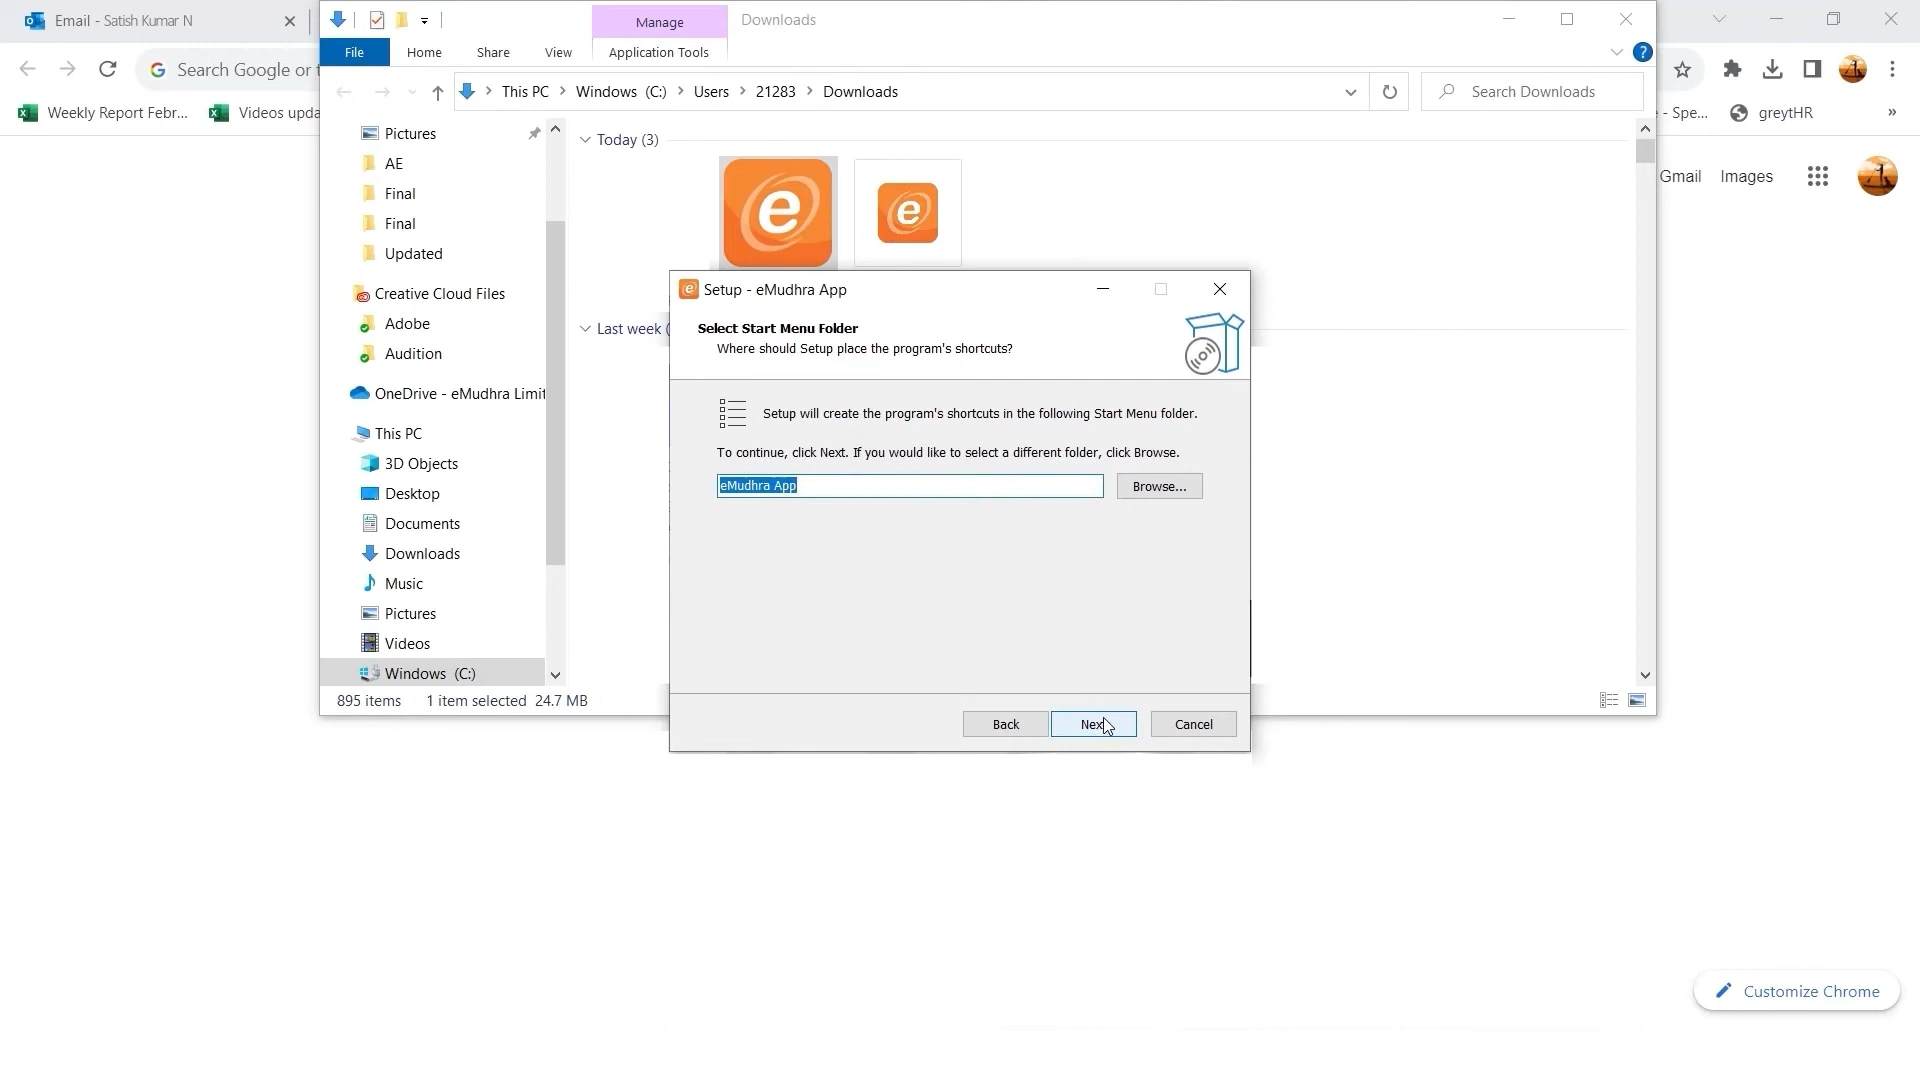 Email - Satish Kumar N
Manage
Downloads
File
Home
Share
View
Application Tools
?
Search Google or t
This PC
Windows (C:)
Users
21283
Downloads
Search Downloads
Weekly Report Febr...
Videos upda
- Spe...
greytHR
»
Pictures
AE
Final
Final
Updated
Creative Cloud Files
Adobe
Audition
OneDrive - eMudhra Limit
This PC
3D Objects
Desktop
Documents
Downloads
Music
Pictures
Videos
Windows (C:)
Today (3)
Last week (
Gmail
Images
Setup - eMudhra App
Select Start Menu Folder
Where should Setup place the program's shortcuts?
Setup will create the program's shortcuts in the following Start Menu folder.
To continue, click Next. If you would like to select a different folder, click Browse.
eMudhra App
Browse...
Back
Next
Cancel
895 items
1 item selected 24.7 MB
Customize Chrome